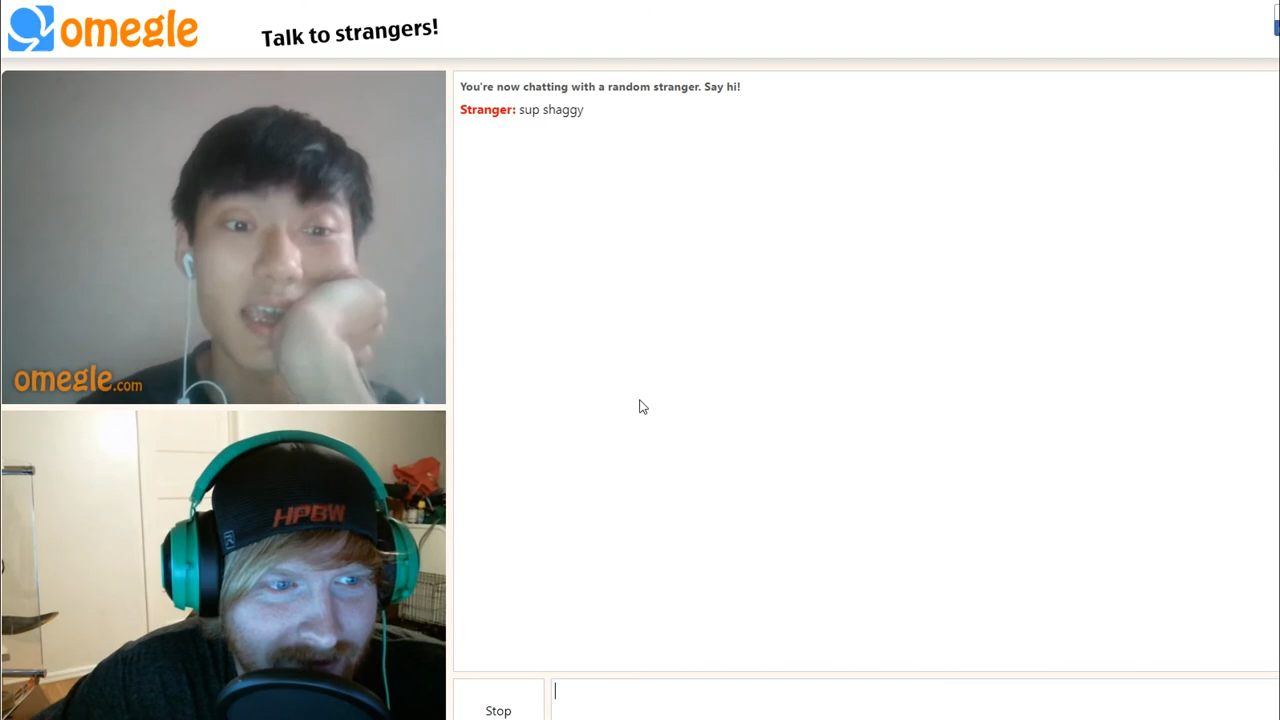 omegle
Talk to strangers!
You're now chatting with a random stranger. Say hi!
Stranger: sup shaggy
omegle.com
HPBW
Stop